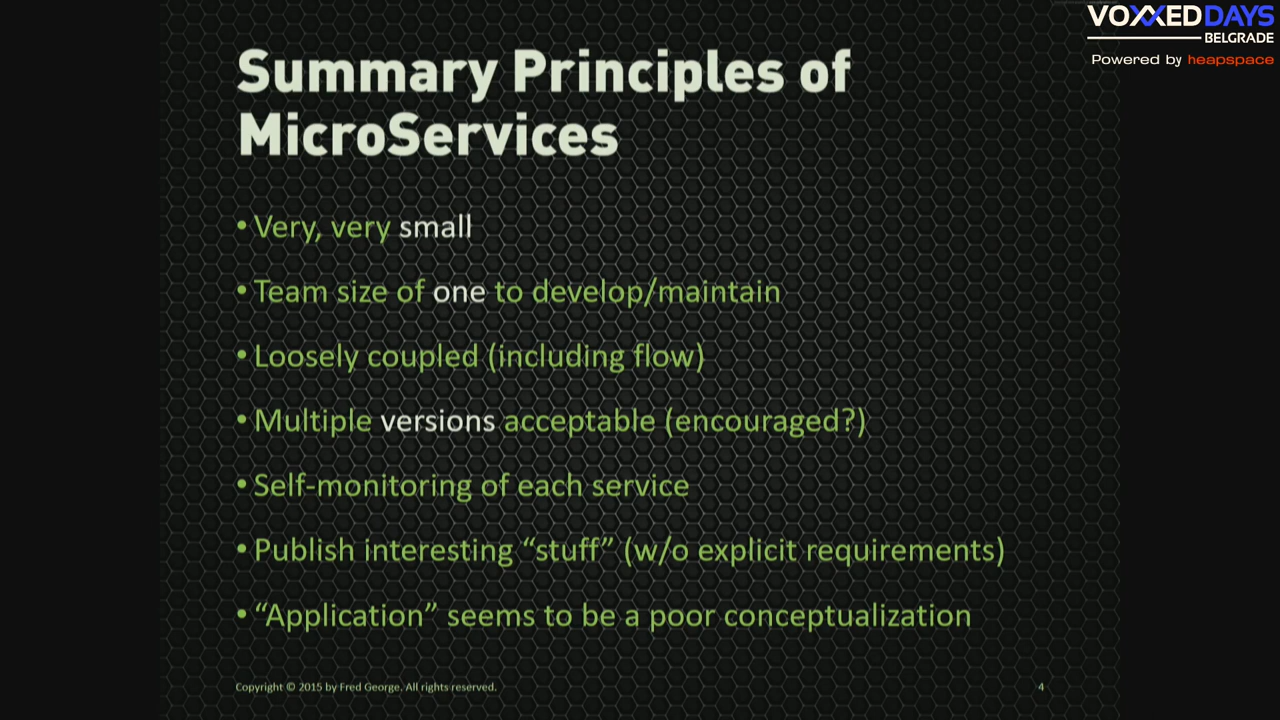 VOXXED DAYS
BELGRADE
Powered by heapspace
Summary Principles of
MicroServices
• Very, very small
• Team size of one to develop/maintain
• Loosely coupled (including flow)
• Multiple versions acceptable (encouraged?)
• Self-monitoring of each service
• Publish interesting “stuff” (w/o explicit requirements)
• “Application” seems to be a poor conceptualization
Copyright © 2015 by Fred George. All rights reserved.
4